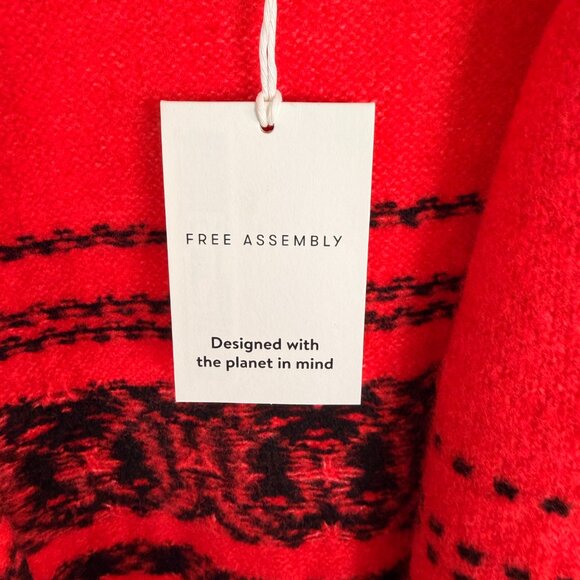 FREE ASSEMBLY
Designed with
the planet in mind